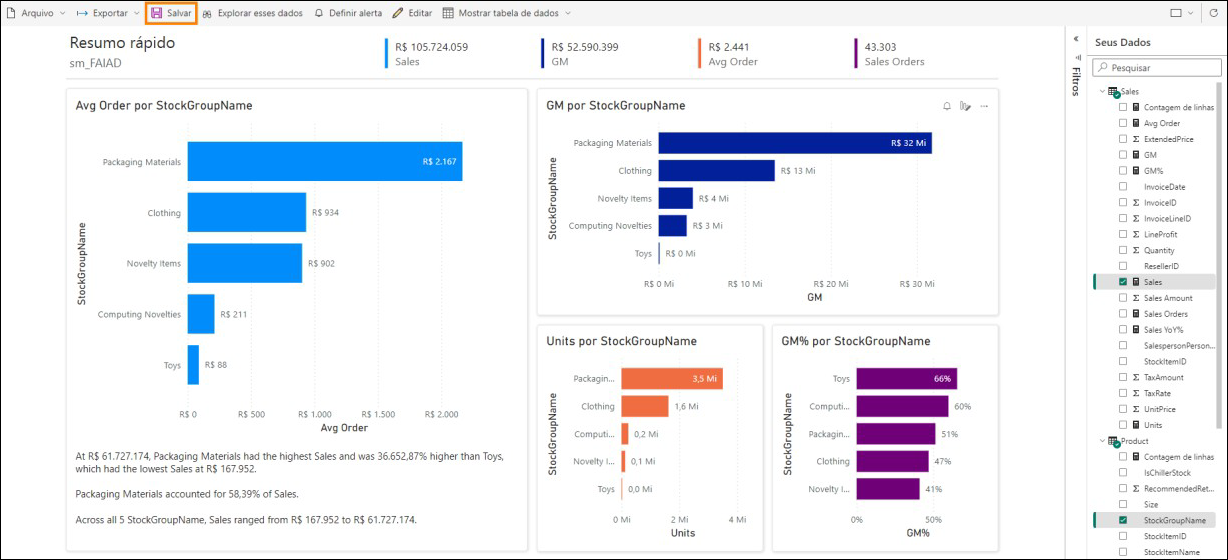 Arquivo
Exportar
Salvar
Explorar esses dados
Definir alerta
Editar
Mostrar tabela de dados
Resumo rápido
sm_FAIAD
R$ 105.724.059
Sales
R$ 52.590.399
GM
R$ 2.441
Avg Order
43.303
Sales Orders
Avg Order por StockGroupName
StockGroupName
Packaging Materials
R$ 2.167
Clothing
R$ 934
Novelty Items
R$ 902
Computing Novelties
R$ 211
Toys
R$ 88
R$ 0
R$ 500
R$ 1.000
R$ 1.500
R$ 2.000
Avg Order
At R$ 61.727.174, Packaging Materials had the highest Sales and was 36.652,87% higher than Toys,
which had the lowest Sales at R$ 167.952.
Packaging Materials accounted for 58,39% of Sales.
Across all 5 StockGroupName, Sales ranged from R$ 167.952 to R$ 61.727.174.
GM por StockGroupName
StockGroupName
Packaging Materials
R$ 32 Mi
Clothing
R$ 13 Mi
Novelty Items
R$ 4 Mi
Computing Novelties
R$ 3 Mi
Toys
R$ 0 Mi
R$ 0 Mi
R$ 10 Mi
R$ 20 Mi
R$ 30 Mi
GM
Units por StockGroupName
StockGroupName
Packagin...
3,5 Mi
Clothing
1,6 Mi
Computi...
0,2 Mi
Novelty I...
0,1 Mi
Toys
0,0 Mi
0 Mi
2 Mi
4 Mi
Units
GM% por StockGroupName
StockGroupName
Toys
66%
Computi...
60%
Packagin...
51%
Clothing
47%
Novelty I...
41%
0%
50%
GM%
Filtros
Seus Dados
Pesquisar
Sales
Contagem de linhas
Avg Order
ExtendedPrice
GM
GM%
InvoiceDate
InvoiceID
InvoiceLineID
LineProfit
Quantity
ResellerID
Sales
Sales Amount
Sales Orders
Sales YoY%
SalespersonPerson...
StockItemID
TaxAmount
TaxRate
UnitPrice
Units
Product
Contagem de linhas
IsChillerStock
RecommendedRet...
Size
StockGroupName
StockItemID
StockItemName